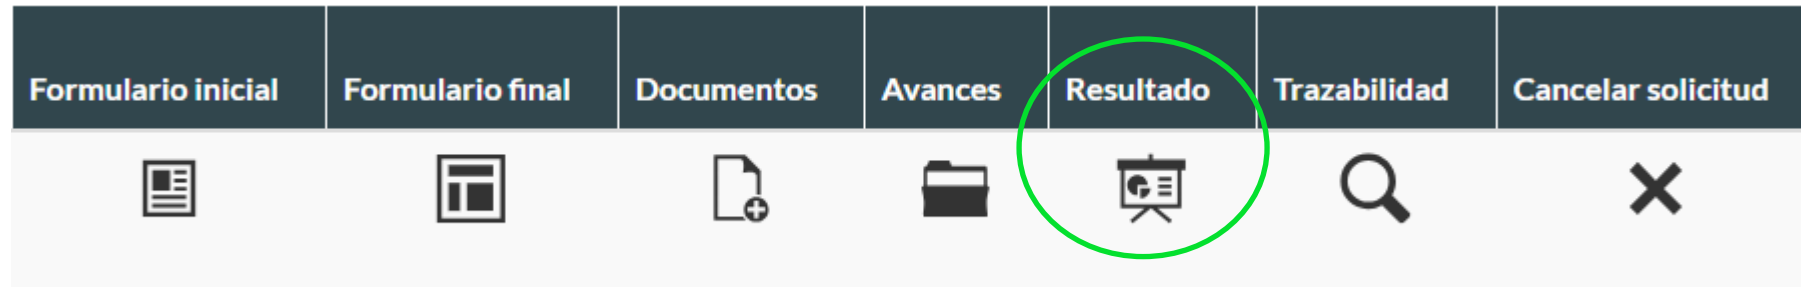 Formulario inicial
Formulario final
Documentos
Avances
Resultado
Trazabilidad
Cancelar solicitud